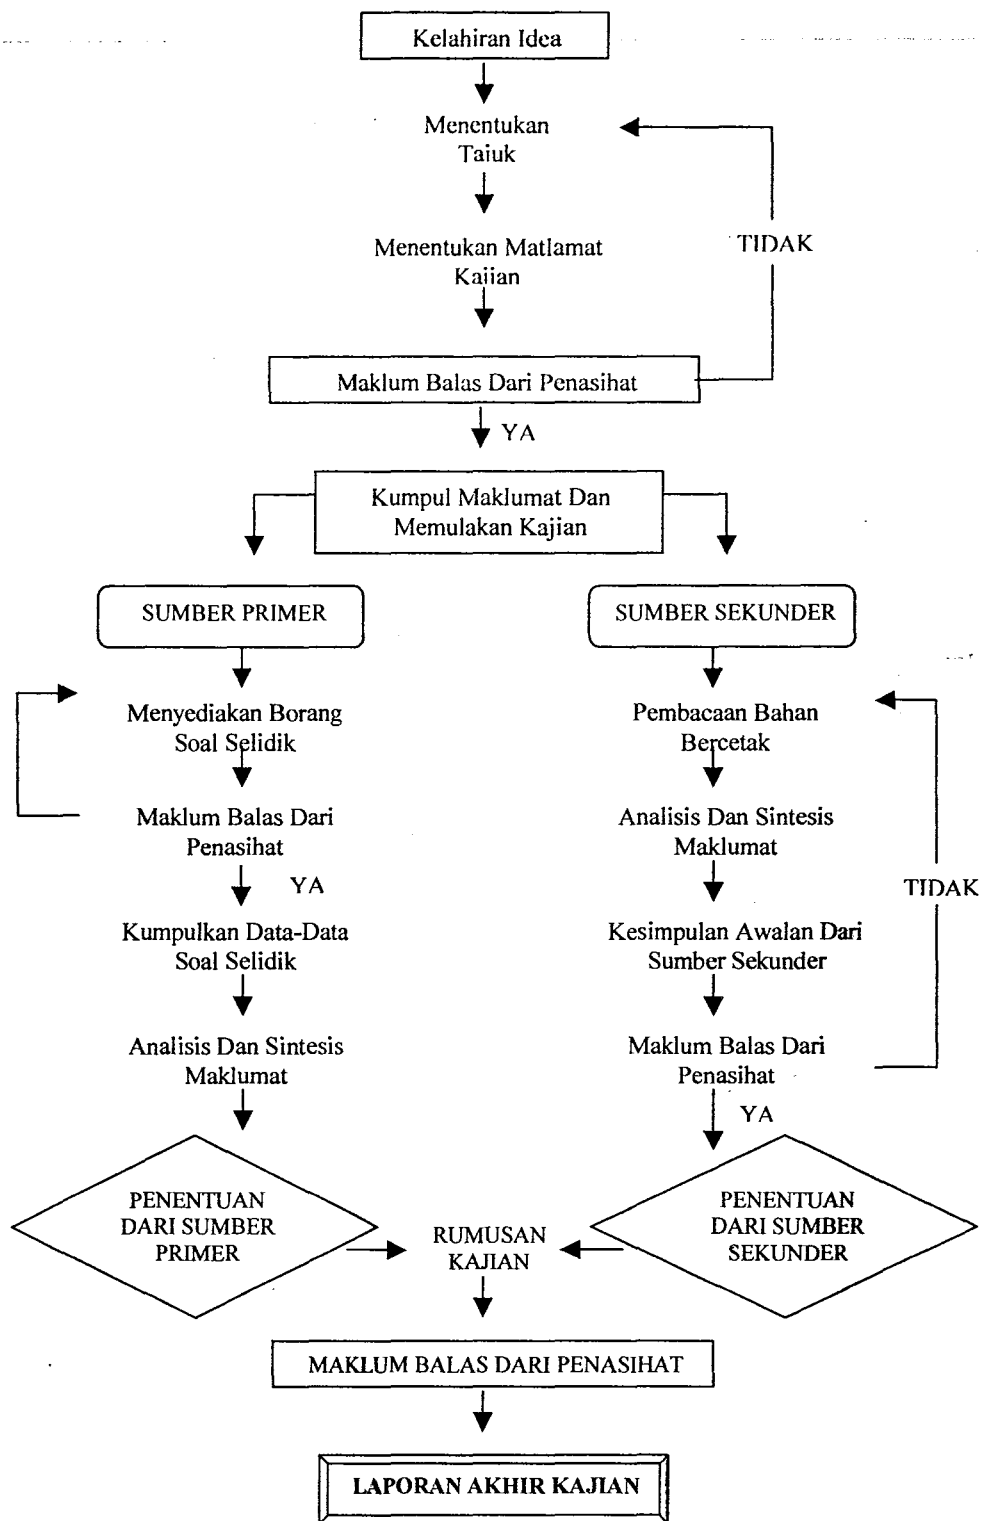 Kelahiran Idea
Menentukan
Tajuk
Menentukan Matlamat
Kajian
TIDAK
Maklum Balas Dari Penasihat
YA
Kumpul Maklumat Dan
Memulakan Kajian
SUMBER PRIMER
Menyediakan Borang
Soal Selidik
Maklum Balas Dari
Penasihat
YA
Kumpulkan Data-Data
Soal Selidik
Analisis Dan Sintesis
Maklumat
PENENTUAN
DARI SUMBER
PRIMER
SUMBER SEKUNDER
Pembacaan Bahan
Bercetak
Analisis Dan Sintesis
Maklumat
TIDAK
Kesimpulan Awalan Dari
Sumber Sekunder
Maklum Balas Dari
Penasihat
YA
PENENTUAN
DARI SUMBER
SEKUNDER
RUMUSAN
KAJIAN
MAKLUM BALAS DARI PENASIHAT
LAPORAN AKHIR KAJIAN